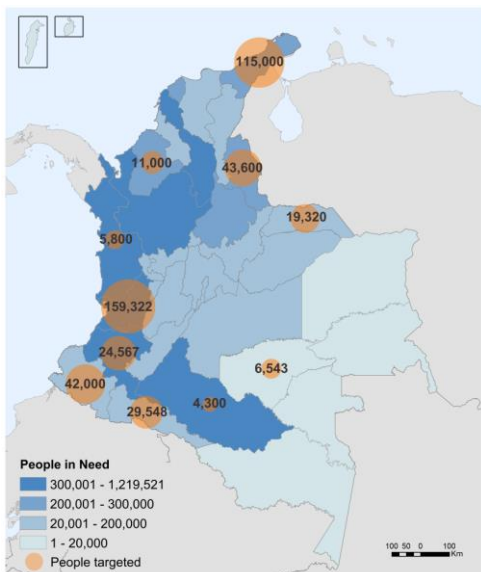 115,000
11,000
43,600
19,320
5,800
159,322
24,567
6,543
42,000
4,300
29,548
People in Need
300,001 - 1,219,521
200,001 - 300,000
20,001 - 200,000
1 - 20,000
People targeted
100 50 0 100
Km